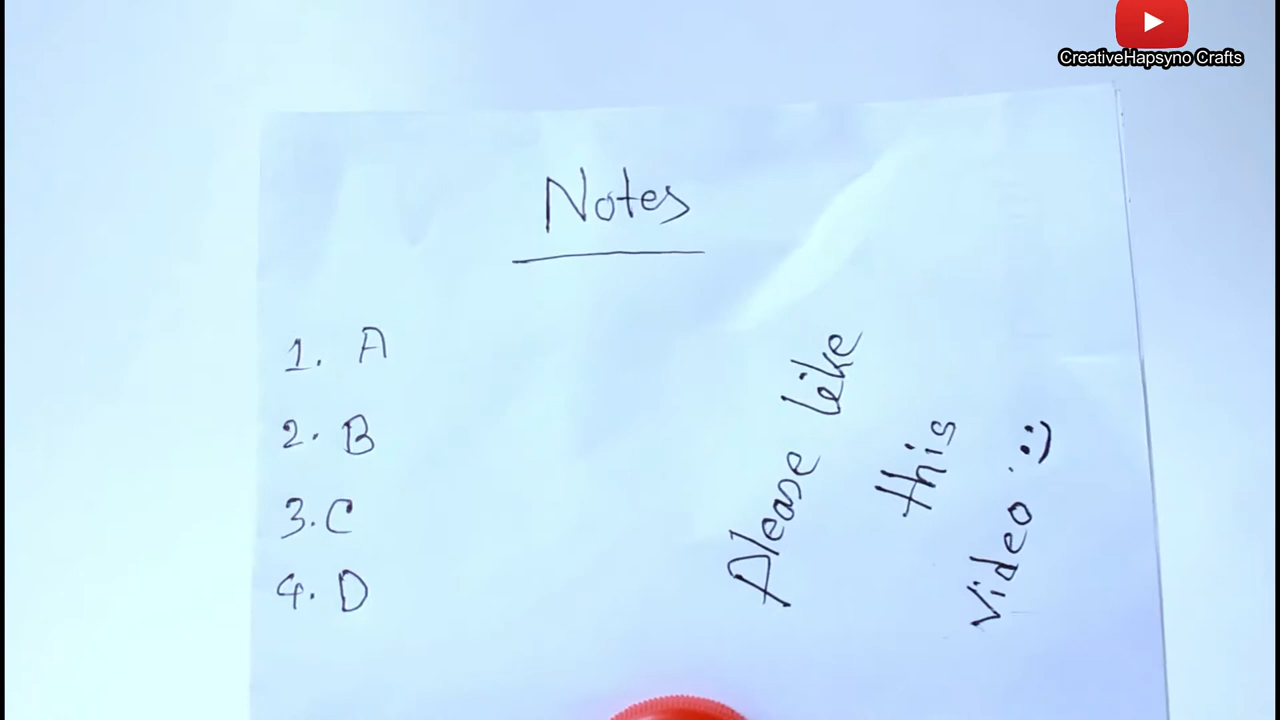 CreativeHapsyno Crafts
Notes
1. A
2. B
3. C
4. D
Please like
this
video :)